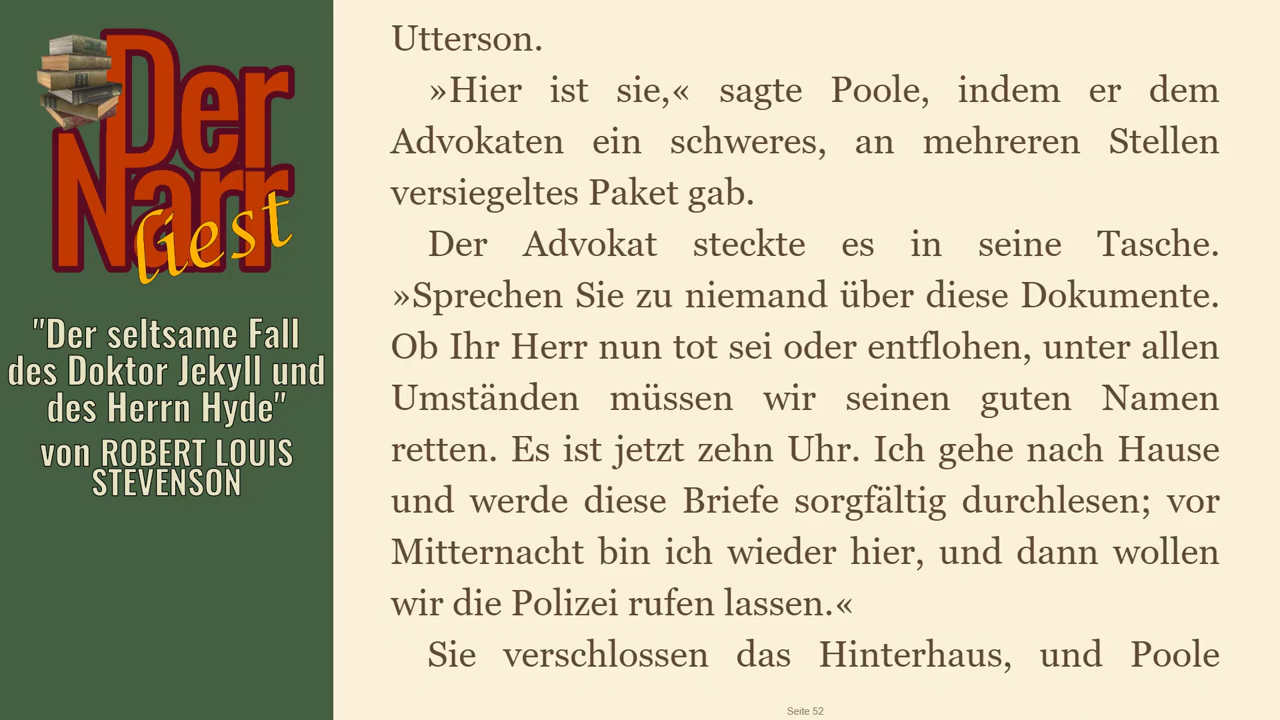 Der
Narr
liest
"Der seltsame Fall
des Doktor Jekyll und
des Herrn Hyde"
von ROBERT LOUIS
STEVENSON
Utterson.
»Hier ist sie,« sagte Poole, indem er dem
Advokaten ein schweres, an mehreren Stellen
versiegeltes Paket gab.
Der Advokat steckte es in seine Tasche.
»Sprechen Sie zu niemand über diese Dokumente.
Ob Ihr Herr nun tot sei oder entflohen, unter allen
Umständen müssen wir seinen guten Namen
retten. Es ist jetzt zehn Uhr. Ich gehe nach Hause
und werde diese Briefe sorgfältig durchlesen; vor
Mitternacht bin ich wieder hier, und dann wollen
wir die Polizei rufen lassen.«
Sie verschlossen das Hinterhaus, und Poole
Seite 52